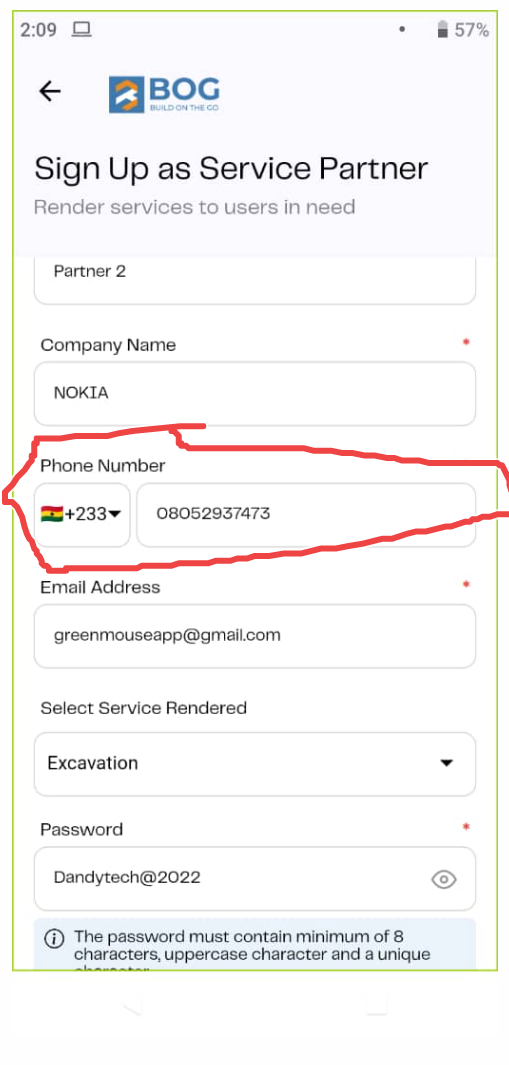 2:09
57%
BOG
BUILD ON THE GO
Sign Up as Service Partner
Render services to users in need
Partner 2
Company Name *
NOKIA
Phone Number
+233 08052937473
Email Address *
greenmouseapp@gmail.com
Select Service Rendered
Excavation
Password *
Dandytech@2022
The password must contain minimum of 8
characters, uppercase character and a unique